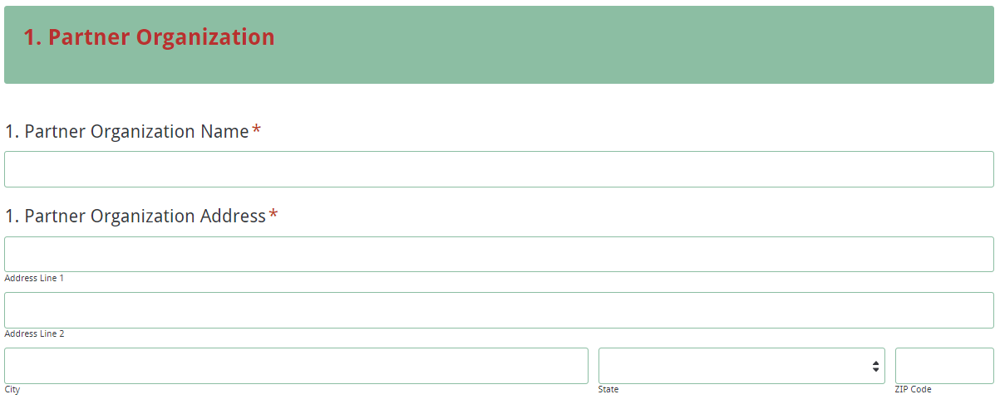 1. Partner Organization
1. Partner Organization Name*
1. Partner Organization Address*
Address Line 1
Address Line 2
City State ZIP Code